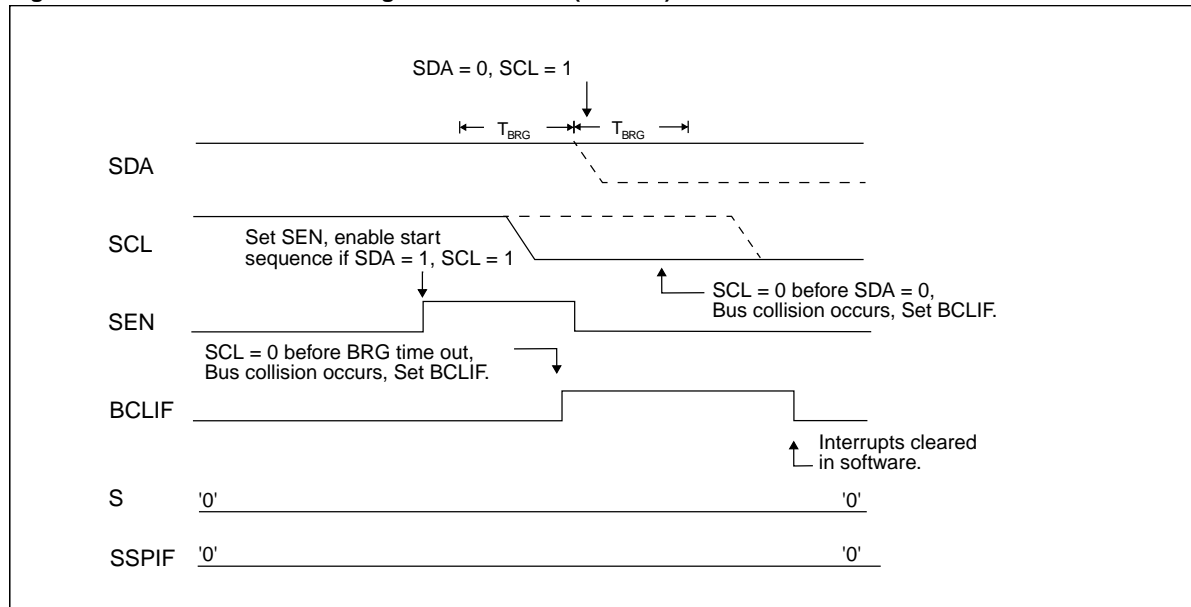 SDA = 0, SCL = 1
TBRG TBRG
SDA
SCL
Set SEN, enable start
sequence if SDA = 1, SCL = 1
SCL = 0 before SDA = 0,
Bus collision occurs, Set BCLIF.
SEN
SCL = 0 before BRG time out,
Bus collision occurs, Set BCLIF.
BCLIF
Interrupts cleared
in software.
S '0' '0'
SSPIF '0' '0'